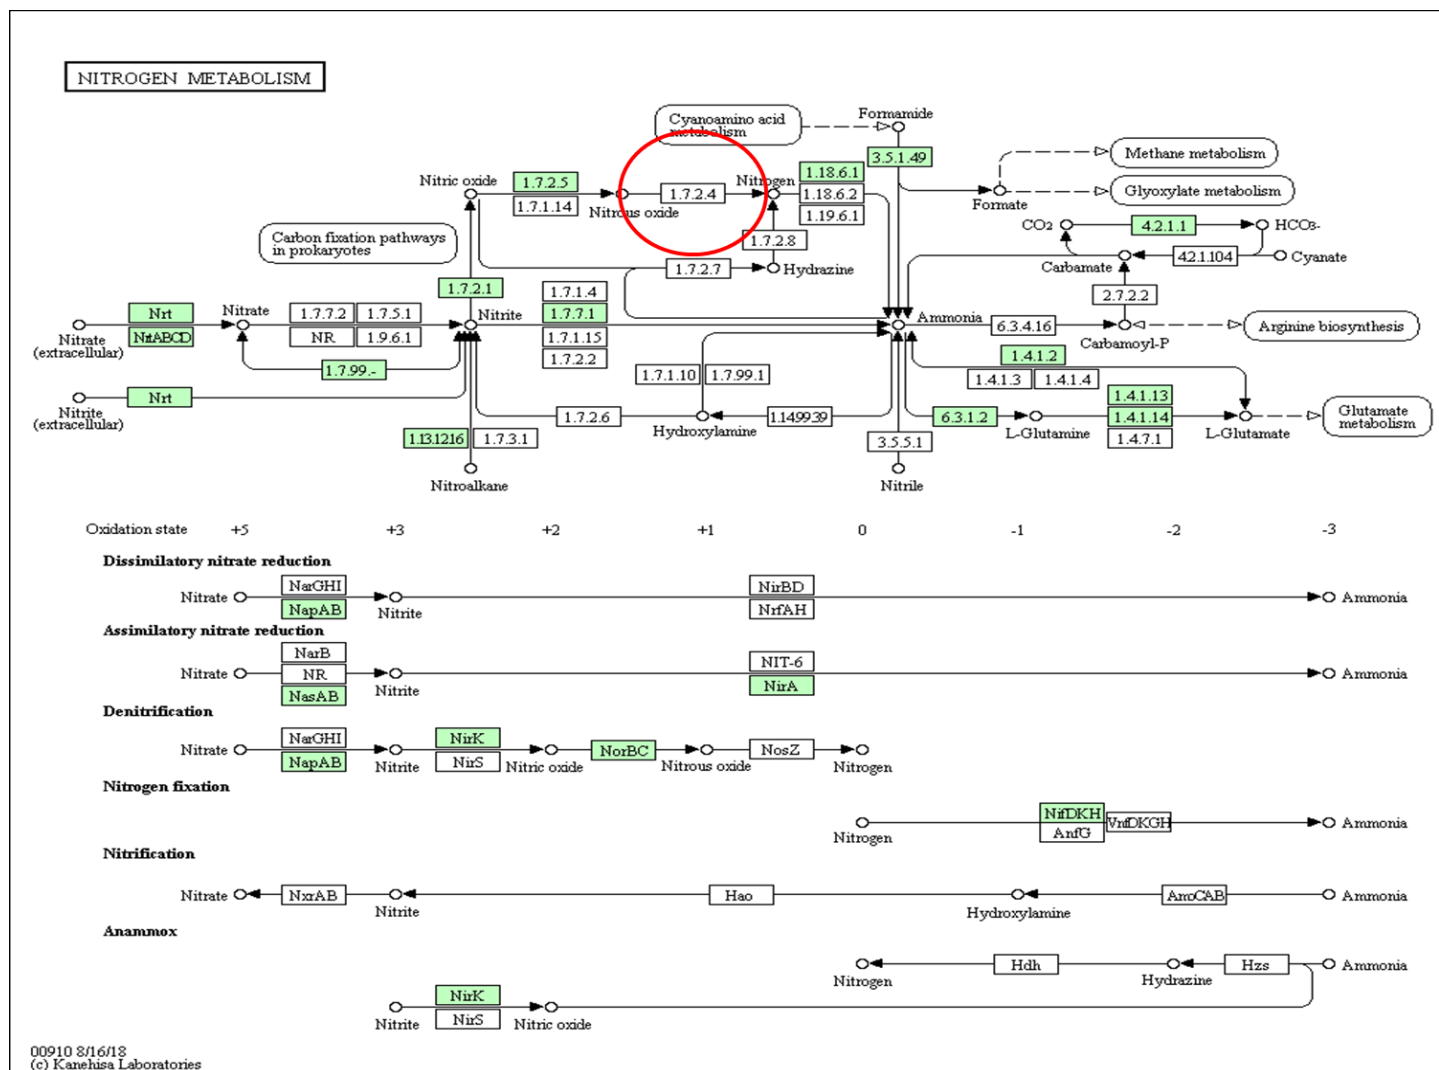 NITROGEN METABOLISM
Cyanoamino acid
metabolism
Formamide
3.5.1.49
Methane metabolism
Glyoxylate metabolism
Formate
Nitric oxide
1.7.2.5
1.7.1.14
Nitrous oxide
1.7.2.4
Nitrogen
1.18.6.1
1.18.6.2
1.19.6.1
CO2
4.2.1.1
HCO3-
Carbon fixation pathways
in prokaryotes
1.7.2.8
1.7.2.7
Hydrazine
Carbamate
4.2.1.104
Cyanate
1.7.2.1
2.7.2.2
Nrt
NrtABCD
Nitrate
(extracellular)
Nitrate
1.7.7.2
1.7.5.1
NR
1.9.6.1
Nitrite
1.7.1.4
1.7.7.1
1.7.1.15
1.7.2.2
Ammonia
6.3.4.16
Carbamoyl-P
Arginine biosynthesis
1.7.99.-
1.7.1.10
1.7.99.1
1.4.1.2
1.4.1.3
1.4.1.4
Nrt
Nitrite
(extracellular)
1.7.2.6
Hydroxylamine
1.14.99.39
6.3.1.2
L-Glutamine
1.4.1.13
1.4.1.14
1.4.7.1
L-Glutamate
Glutamate
metabolism
1.13.12.16
1.7.3.1
3.5.5.1
Nitroalkane
Nitrile
Oxidation state +5 +3 +2 +1 0 -1 -2 -3
Dissimilatory nitrate reduction
Nitrate
NarGHI
NapAB
Nitrite
NirBD
NrfAH
Ammonia
Assimilatory nitrate reduction
Nitrate
NarB
NR
NasAB
Nitrite
NIT-6
NirA
Ammonia
Denitrification
Nitrate
NarGHI
NapAB
Nitrite
NirK
NirS
Nitric oxide
NorBC
Nitrous oxide
NosZ
Nitrogen
Nitrogen fixation
Nitrogen
NifDKH
AnfG
VnfDKGH
Ammonia
Nitrification
Nitrate
NxrAB
Nitrite
Hao
Hydroxylamine
AmoCAB
Ammonia
Anammox
Nitrogen
Hdh
Hydrazine
Hzs
Ammonia
Nitrite
NirK
NirS
Nitric oxide
00910 8/16/18
(c) Kanehisa Laboratories